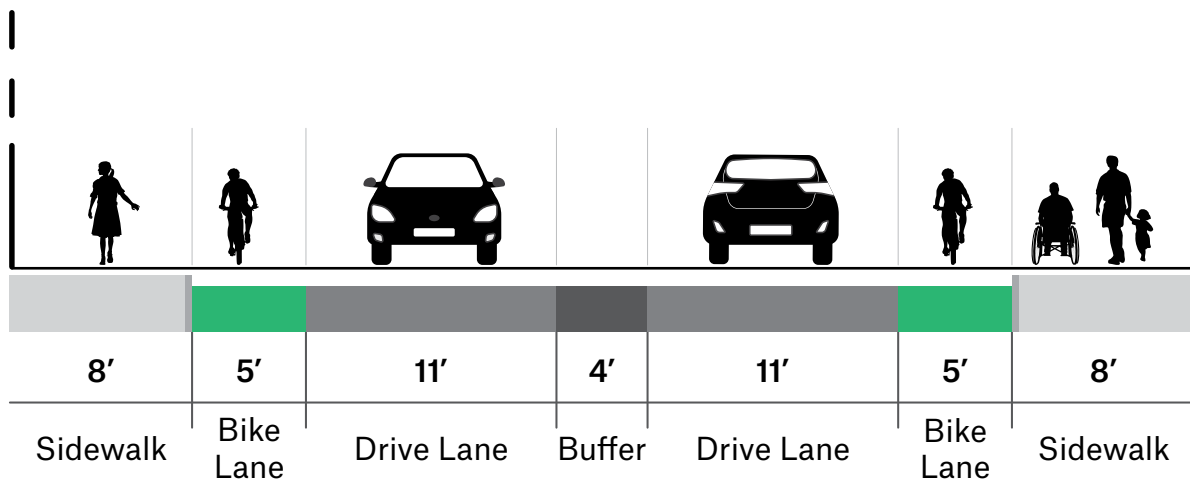 8′ 5′ 11′ 4′ 11′ 5′ 8′
Sidewalk
Bike
Lane
Drive Lane
Buffer
Drive Lane
Bike
Lane
Sidewalk